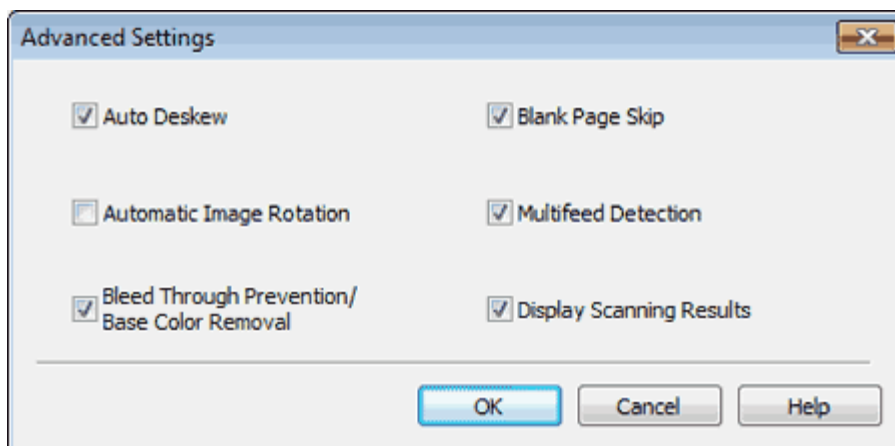 Advanced Settings
Auto Deskew
Blank Page Skip
Automatic Image Rotation
Multifeed Detection
Bleed Through Prevention/
Base Color Removal
Display Scanning Results
OK
Cancel
Help